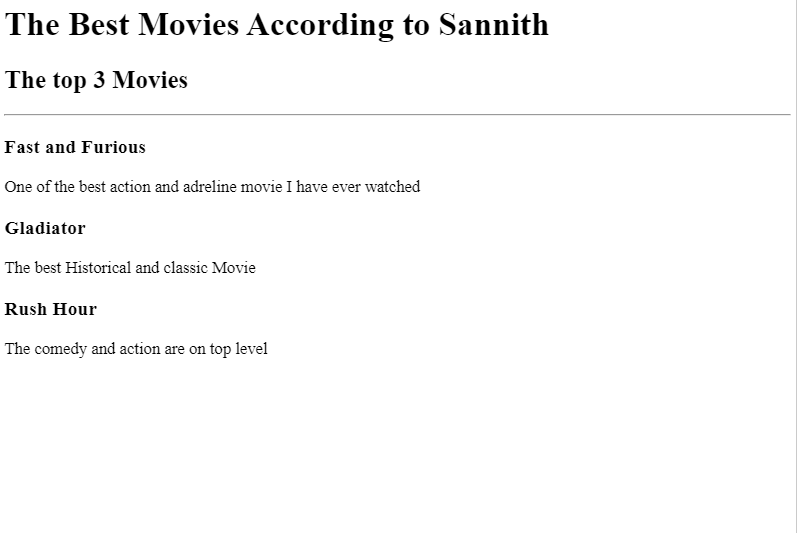 The Best Movies According to Sannith
The top 3 Movies
Fast and Furious
One of the best action and adreline movie I have ever watched
Gladiator
The best Historical and classic Movie
Rush Hour
The comedy and action are on top level